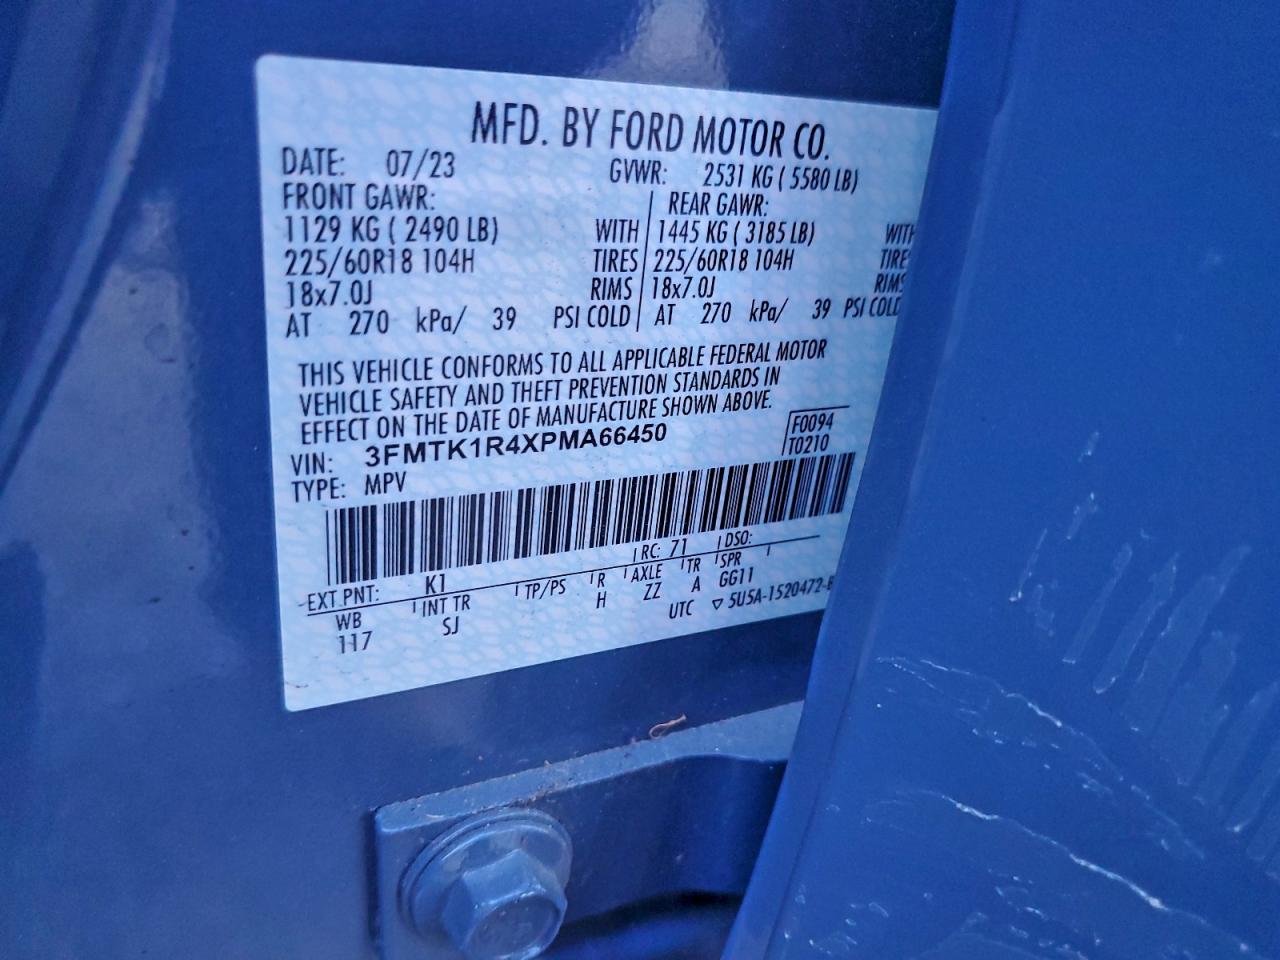 MFD. BY FORD MOTOR CO.
DATE: 07/23 GVWR: 2531 KG ( 5580 LB)
FRONT GAWR: REAR GAWR:
1129 KG ( 2490 LB) WITH 1445 KG ( 3185 LB) WITH
225/60R18 104H TIRES 225/60R18 104H TIRE
18x7.0J RIMS 18x7.0J RIMS
AT 270 kPa/ 39 PSI COLD AT 270 kPa/ 39 PSI COLD
THIS VEHICLE CONFORMS TO ALL APPLICABLE FEDERAL MOTOR
VEHICLE SAFETY AND THEFT PREVENTION STANDARDS IN
EFFECT ON THE DATE OF MANUFACTURE SHOWN ABOVE.
VIN: 3FMTK1R4XPMA66450 F0094
TYPE: MPV T0210
EXT PNT: K1 RC: 71 DSO:
WB INT TR TP/PS R AXLE TR SPR
117 SJ H ZZ A GG11
UTC ▽ 5U5A-1520472-